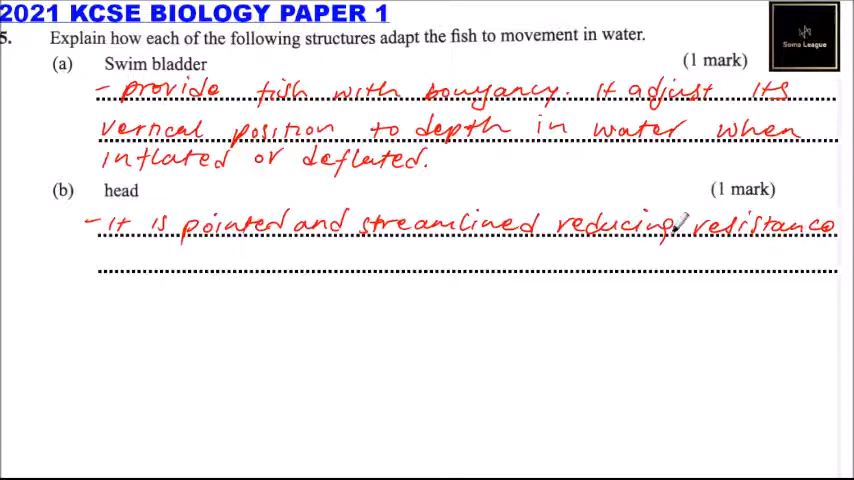 2021 KCSE BIOLOGY PAPER 1
5. Explain how each of the following structures adapt the fish to movement in water.
Soma League
(a) Swim bladder (1 mark)
- provide fish with bouyancy. It adjust its
vertical position to depth in water when
inflated or deflated.
(b) head (1 mark)
- It is pointed and streamlined reducing resistance